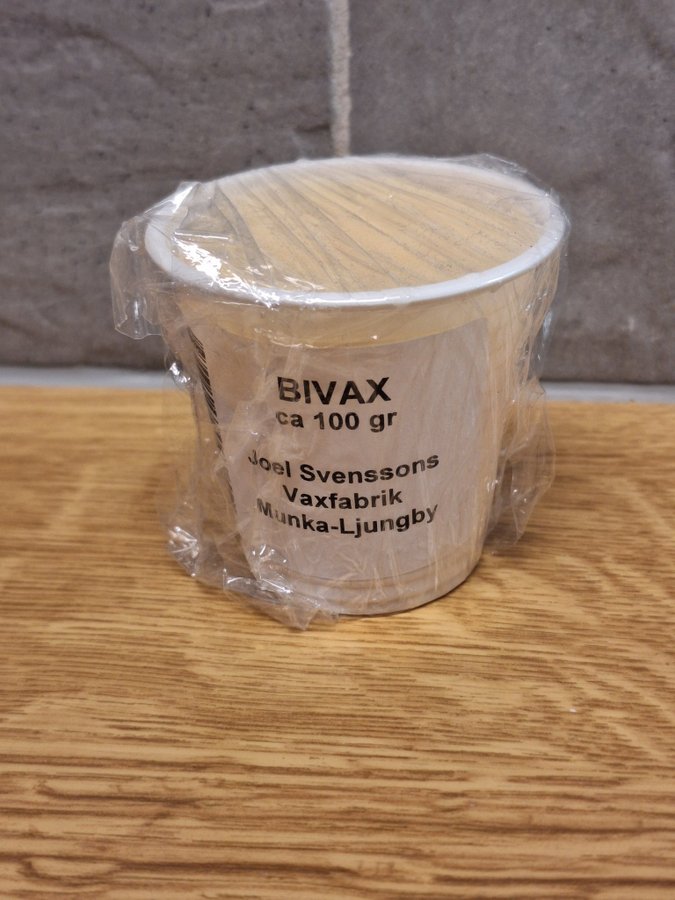 BIVAX
ca 100 gr
Joel Svenssons
Vaxfabrik
Munka-Ljungby